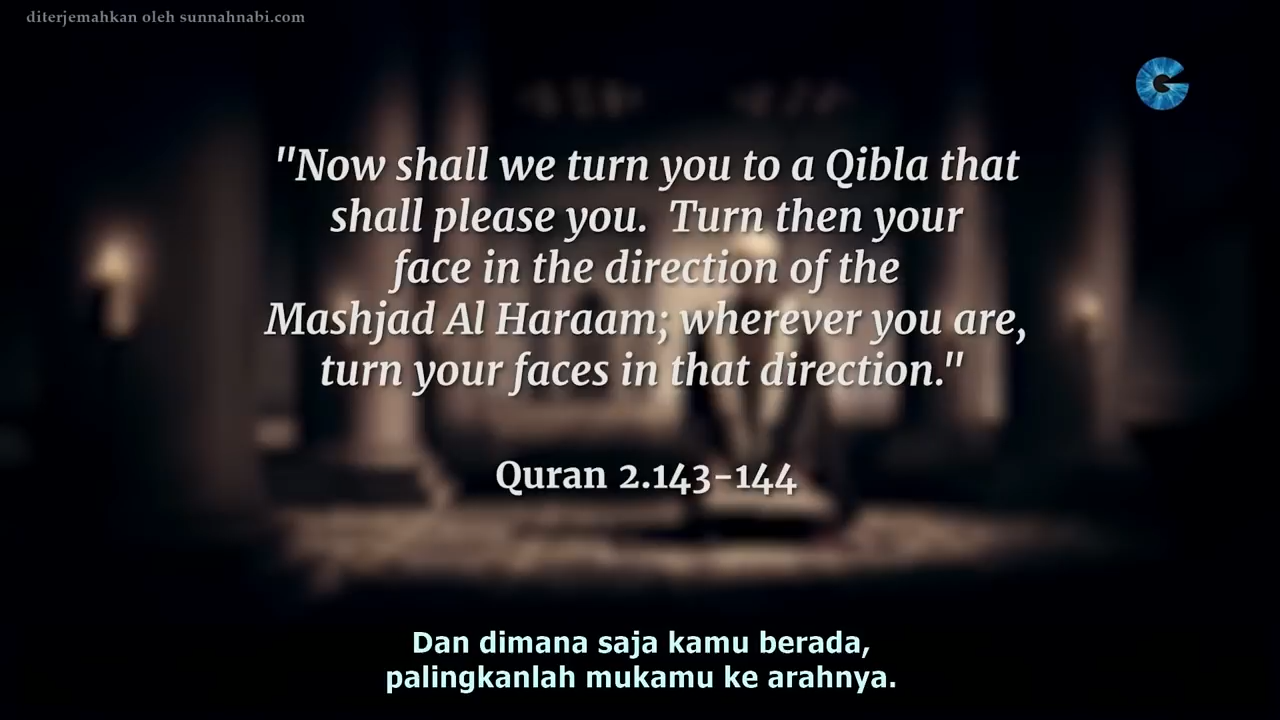 diterjemahkan oleh sunnahnabi.com
"Now shall we turn you to a Qibla that
shall please you. Turn then your
face in the direction of the
Mashjad Al Haraam; wherever you are,
turn your faces in that direction."
Quran 2.143-144
Dan dimana saja kamu berada,
palingkanlah mukamu ke arahnya.